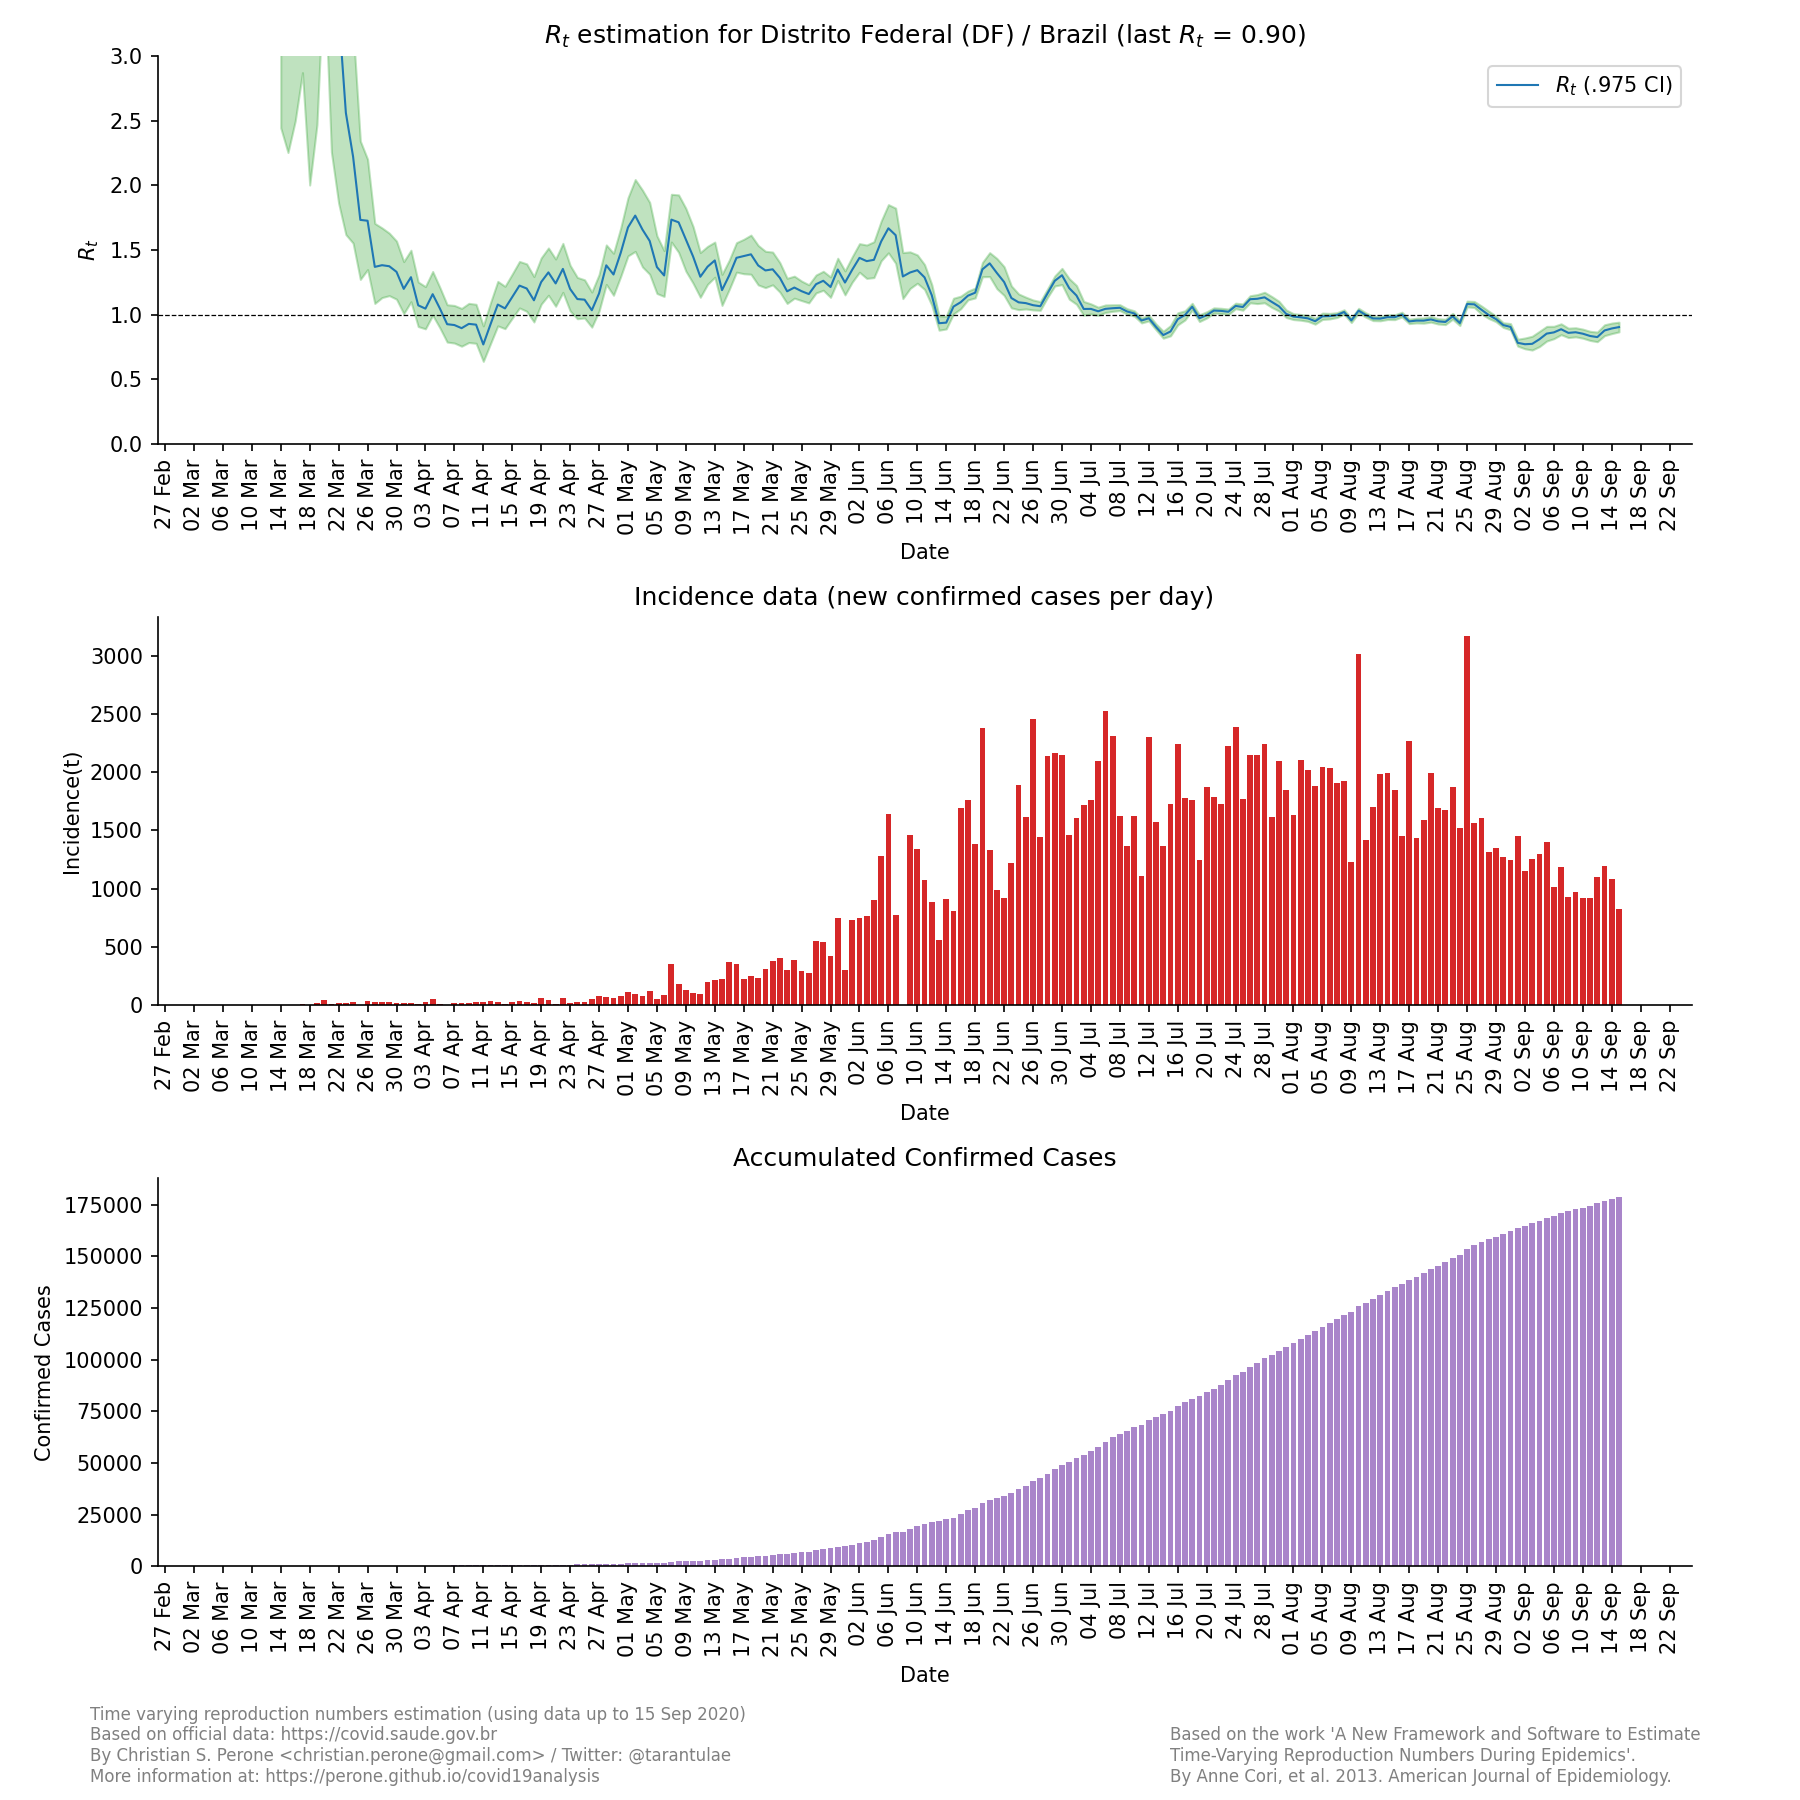 R_t estimation for Distrito Federal (DF) / Brazil (last R_t = 0.90)
R_t (.975 CI)
3.0
2.5
2.0
1.5
1.0
0.5
0.0
R_t
27 Feb 02 Mar 06 Mar 10 Mar 14 Mar 18 Mar 22 Mar 26 Mar 30 Mar 03 Apr 07 Apr 11 Apr 15 Apr 19 Apr 23 Apr 27 Apr 01 May 05 May 09 May 13 May 17 May 21 May 25 May 29 May 02 Jun 06 Jun 10 Jun 14 Jun 18 Jun 22 Jun 26 Jun 30 Jun 04 Jul 08 Jul 12 Jul 16 Jul 20 Jul 24 Jul 28 Jul 01 Aug 05 Aug 09 Aug 13 Aug 17 Aug 21 Aug 25 Aug 29 Aug 02 Sep 06 Sep 10 Sep 14 Sep 18 Sep 22 Sep
Date
Incidence data (new confirmed cases per day)
3000
2500
2000
1500
1000
500
0
Incidence(t)
27 Feb 02 Mar 06 Mar 10 Mar 14 Mar 18 Mar 22 Mar 26 Mar 30 Mar 03 Apr 07 Apr 11 Apr 15 Apr 19 Apr 23 Apr 27 Apr 01 May 05 May 09 May 13 May 17 May 21 May 25 May 29 May 02 Jun 06 Jun 10 Jun 14 Jun 18 Jun 22 Jun 26 Jun 30 Jun 04 Jul 08 Jul 12 Jul 16 Jul 20 Jul 24 Jul 28 Jul 01 Aug 05 Aug 09 Aug 13 Aug 17 Aug 21 Aug 25 Aug 29 Aug 02 Sep 06 Sep 10 Sep 14 Sep 18 Sep 22 Sep
Date
Accumulated Confirmed Cases
175000
150000
125000
100000
75000
50000
25000
0
Confirmed Cases
27 Feb 02 Mar 06 Mar 10 Mar 14 Mar 18 Mar 22 Mar 26 Mar 30 Mar 03 Apr 07 Apr 11 Apr 15 Apr 19 Apr 23 Apr 27 Apr 01 May 05 May 09 May 13 May 17 May 21 May 25 May 29 May 02 Jun 06 Jun 10 Jun 14 Jun 18 Jun 22 Jun 26 Jun 30 Jun 04 Jul 08 Jul 12 Jul 16 Jul 20 Jul 24 Jul 28 Jul 01 Aug 05 Aug 09 Aug 13 Aug 17 Aug 21 Aug 25 Aug 29 Aug 02 Sep 06 Sep 10 Sep 14 Sep 18 Sep 22 Sep
Date
Time varying reproduction numbers estimation (using data up to 15 Sep 2020)
Based on official data: https://covid.saude.gov.br
By Christian S. Perone <christian.perone@gmail.com> / Twitter: @tarantulae
More information at: https://perone.github.io/covid19analysis
Based on the work 'A New Framework and Software to Estimate
Time-Varying Reproduction Numbers During Epidemics'.
By Anne Cori, et al. 2013. American Journal of Epidemiology.